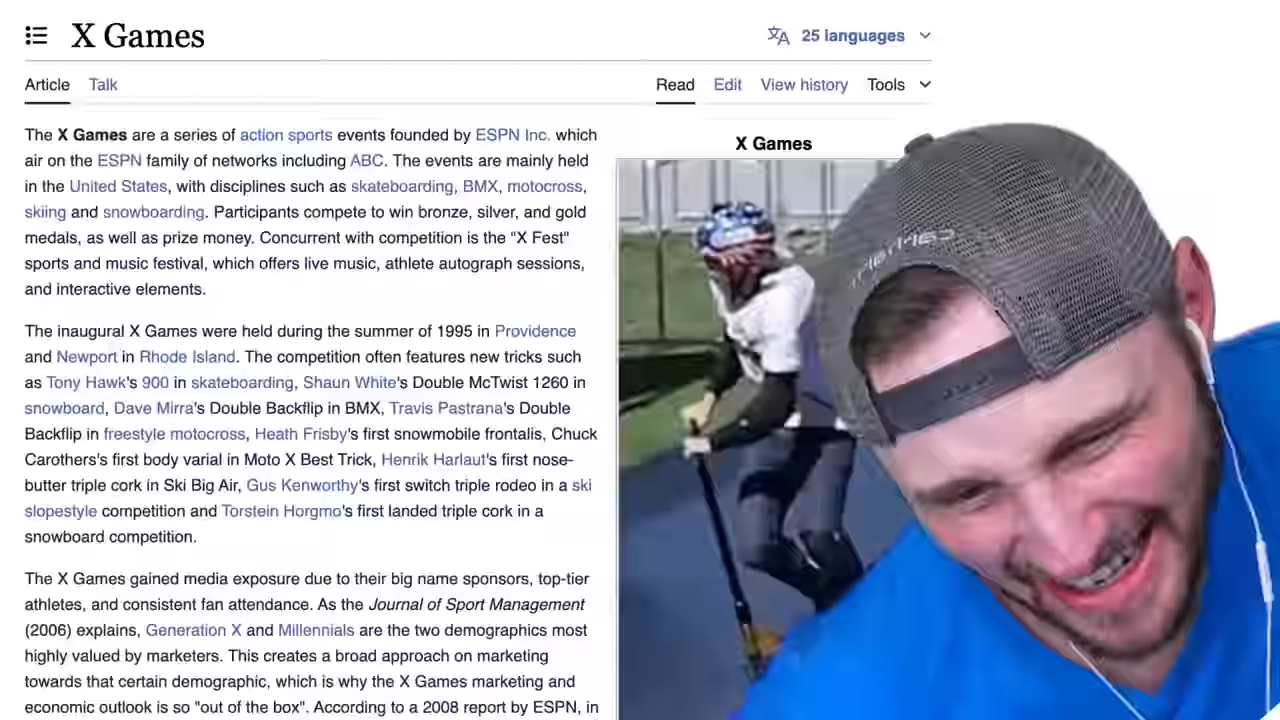 X Games
25 languages
Article Talk Read Edit View history Tools
The X Games are a series of action sports events founded by ESPN Inc. which
air on the ESPN family of networks including ABC. The events are mainly held
in the United States, with disciplines such as skateboarding, BMX, motocross,
skiing and snowboarding. Participants compete to win bronze, silver, and gold
medals, as well as prize money. Concurrent with competition is the "X Fest"
sports and music festival, which offers live music, athlete autograph sessions,
and interactive elements.
The inaugural X Games were held during the summer of 1995 in Providence
and Newport in Rhode Island. The competition often features new tricks such
as Tony Hawk's 900 in skateboarding, Shaun White's Double McTwist 1260 in
snowboard, Dave Mirra's Double Backflip in BMX, Travis Pastrana's Double
Backflip in freestyle motocross, Heath Frisby's first snowmobile frontalis, Chuck
Carothers's first body varial in Moto X Best Trick, Henrik Harlaut's first nose-
butter triple cork in Ski Big Air, Gus Kenworthy's first switch triple rodeo in a ski
slopestyle competition and Torstein Horgmo's first landed triple cork in a
snowboard competition.
The X Games gained media exposure due to their big name sponsors, top-tier
athletes, and consistent fan attendance. As the Journal of Sport Management
(2006) explains, Generation X and Millennials are the two demographics most
highly valued by marketers. This creates a broad approach on marketing
towards that certain demographic, which is why the X Games marketing and
economic outlook is so "out of the box". According to a 2008 report by ESPN, in
X Games